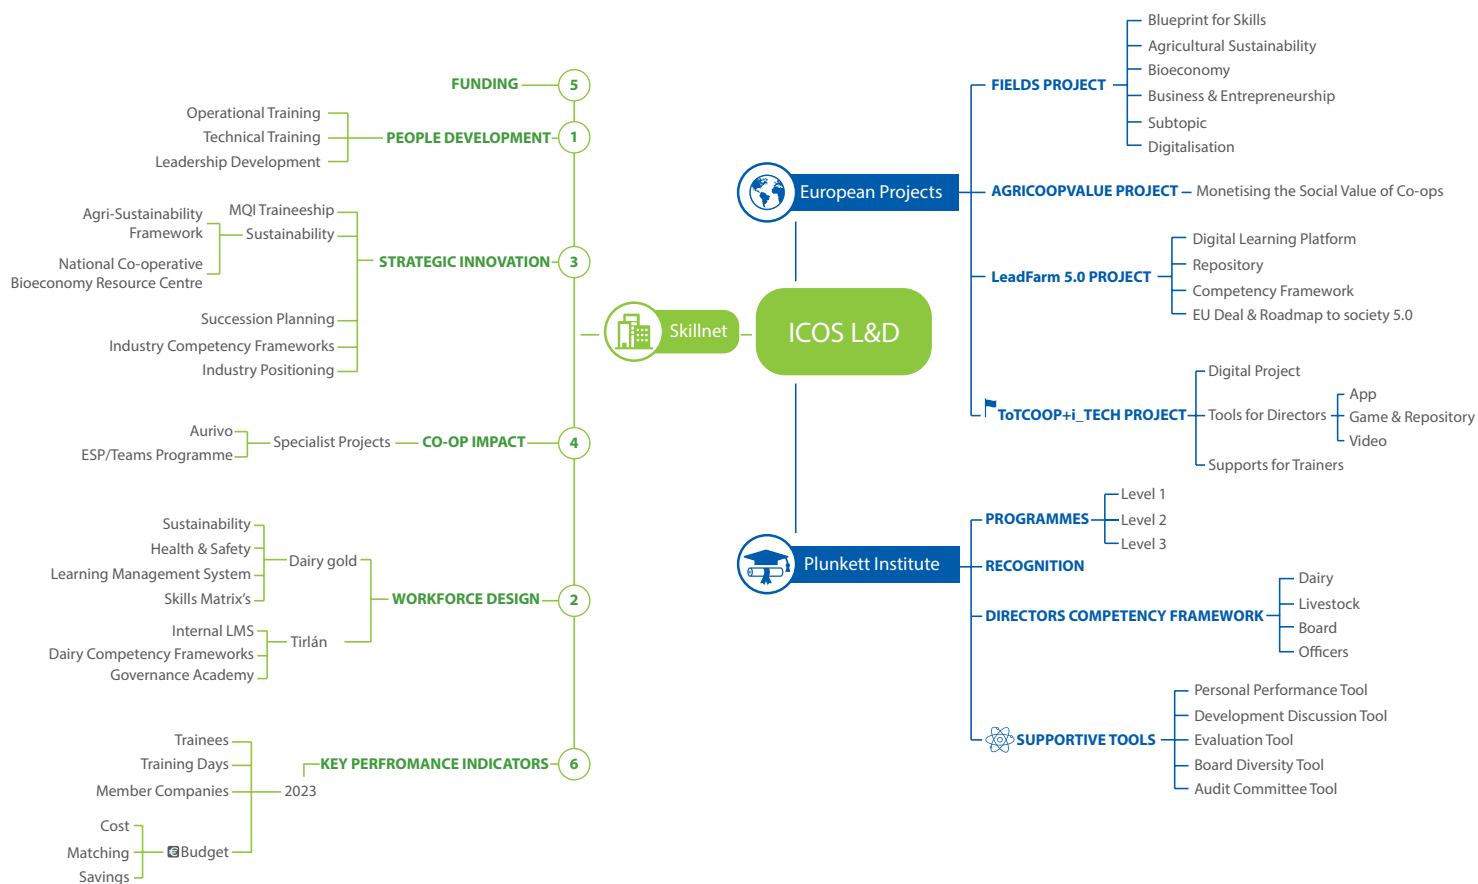 FUNDING
5
Operational Training
Technical Training
Leadership Development
PEOPLE DEVELOPMENT
1
Agri-Sustainability
Framework
National Co-operative
Bioeconomy Resource Centre
MQI Traineeship
Sustainability
Succession Planning
Industry Competency Frameworks
Industry Positioning
STRATEGIC INNOVATION
3
Aurivo
ESP/Teams Programme
Specialist Projects
CO-OP IMPACT
4
Sustainability
Health & Safety
Learning Management System
Skills Matrix's
Dairy gold
Internal LMS
Dairy Competency Frameworks
Governance Academy
Tirlán
WORKFORCE DESIGN
2
Trainees
Training Days
Member Companies
Cost
Matching
Savings
€Budget
2023
KEY PERFROMANCE INDICATORS
6
Skillnet
ICOS L&D
European Projects
FIELDS PROJECT
Blueprint for Skills
Agricultural Sustainability
Bioeconomy
Business & Entrepreneurship
Subtopic
Digitalisation
AGRICOOPVALUE PROJECT
Monetising the Social Value of Co-ops
LeadFarm 5.0 PROJECT
Digital Learning Platform
Repository
Competency Framework
EU Deal & Roadmap to society 5.0
ToTCOOP+i_TECH PROJECT
Digital Project
Tools for Directors
App
Game & Repository
Video
Supports for Trainers
Plunkett Institute
PROGRAMMES
Level 1
Level 2
Level 3
RECOGNITION
DIRECTORS COMPETENCY FRAMEWORK
Dairy
Livestock
Board
Officers
SUPPORTIVE TOOLS
Personal Performance Tool
Development Discussion Tool
Evaluation Tool
Board Diversity Tool
Audit Committee Tool